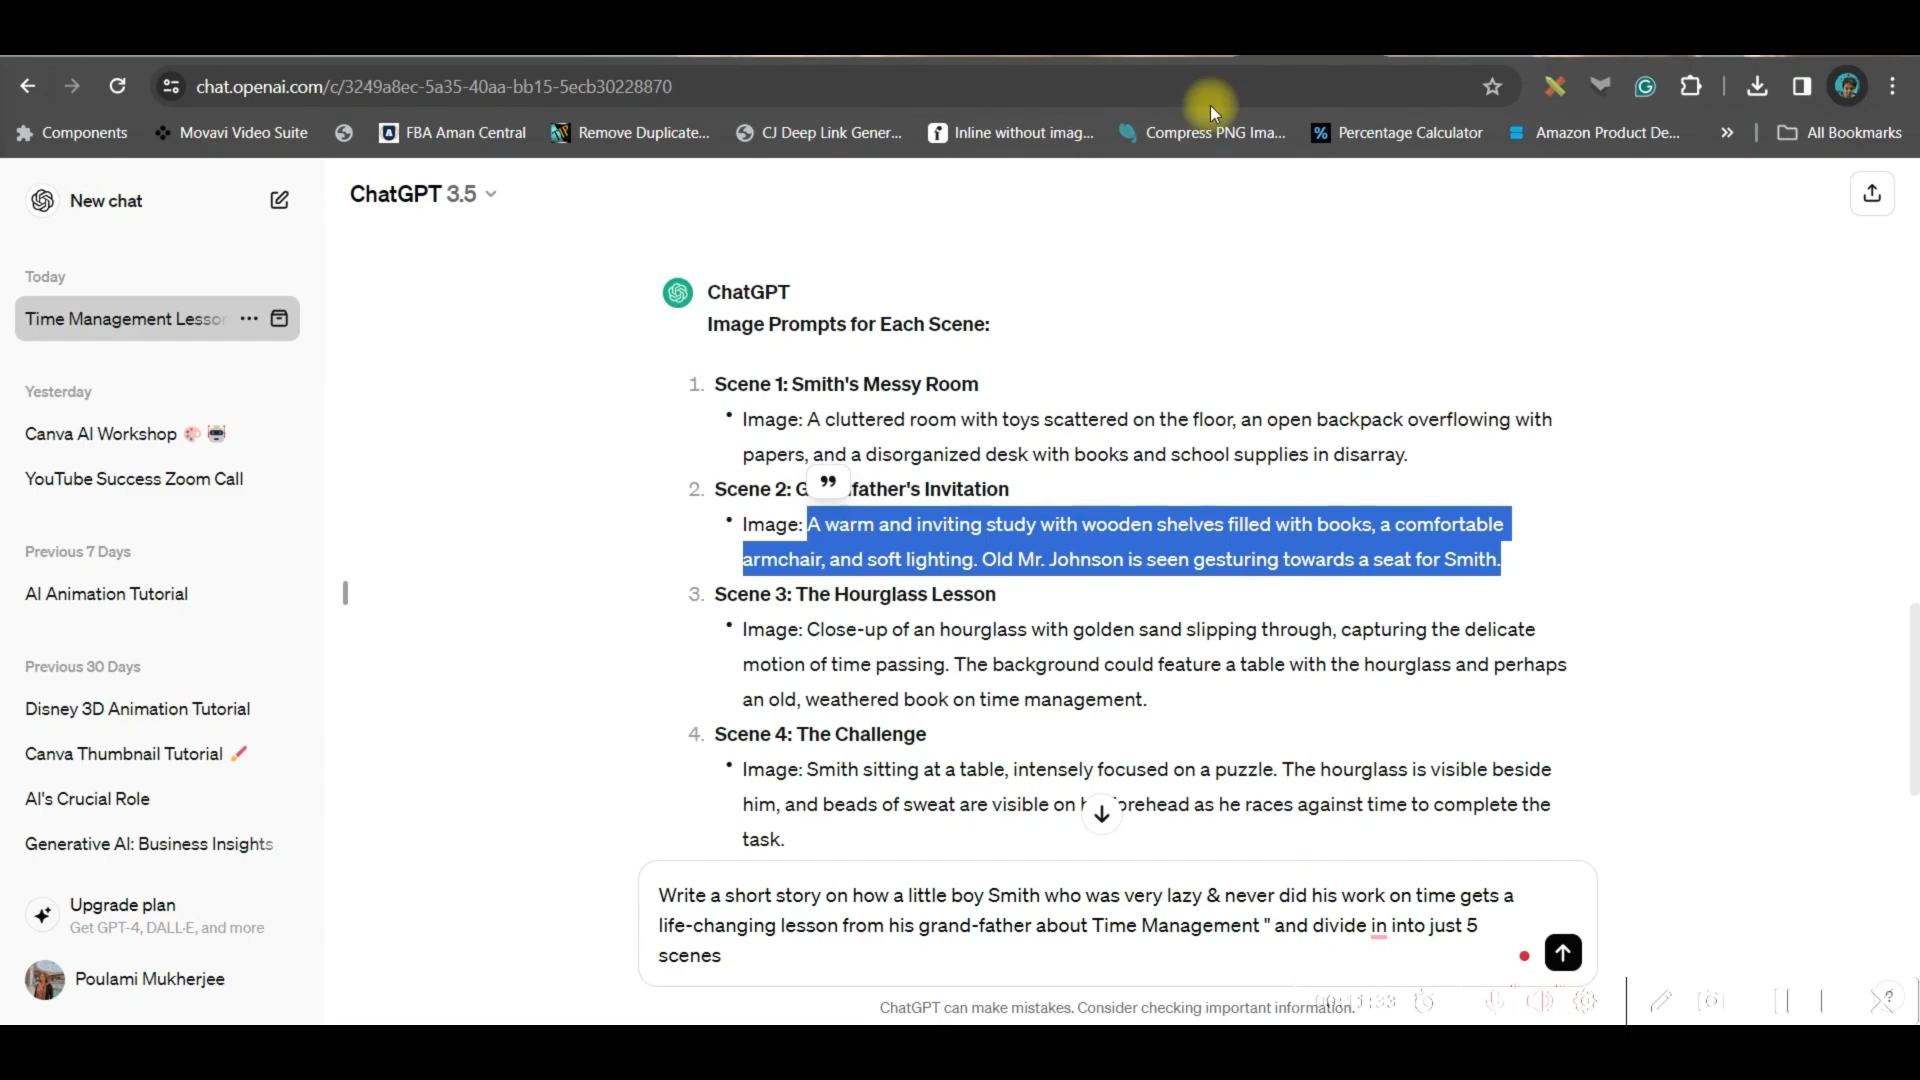 chat.openai.com/c/3249a8ec-5a35-40aa-bb15-5ecb30228870
Components
Movavi Video Suite
FBA Aman Central
Remove Duplicate...
CJ Deep Link Gener...
Inline without imag...
Compress PNG Ima...
Percentage Calculator
Amazon Product De...
»
All Bookmarks
New chat
ChatGPT 3.5
Today
Time Management Lesso
Yesterday
Canva AI Workshop 🎨 🤖
YouTube Success Zoom Call
Previous 7 Days
AI Animation Tutorial
Previous 30 Days
Disney 3D Animation Tutorial
Canva Thumbnail Tutorial 🖌️
AI's Crucial Role
Generative AI: Business Insights
Upgrade plan
Get GPT-4, DALL·E, and more
Poulami Mukherjee
ChatGPT
Image Prompts for Each Scene:
1. Scene 1: Smith's Messy Room
• Image: A cluttered room with toys scattered on the floor, an open backpack overflowing with
papers, and a disorganized desk with books and school supplies in disarray.
2. Scene 2: G father's Invitation
• Image: A warm and inviting study with wooden shelves filled with books, a comfortable
armchair, and soft lighting. Old Mr. Johnson is seen gesturing towards a seat for Smith.
3. Scene 3: The Hourglass Lesson
• Image: Close-up of an hourglass with golden sand slipping through, capturing the delicate
motion of time passing. The background could feature a table with the hourglass and perhaps
an old, weathered book on time management.
4. Scene 4: The Challenge
• Image: Smith sitting at a table, intensely focused on a puzzle. The hourglass is visible beside
him, and beads of sweat are visible on h orehead as he races against time to complete the
task.
Write a short story on how a little boy Smith who was very lazy & never did his work on time gets a
life-changing lesson from his grand-father about Time Management " and divide in into just 5
scenes
ChatGPT can make mistakes. Consider checking important information.